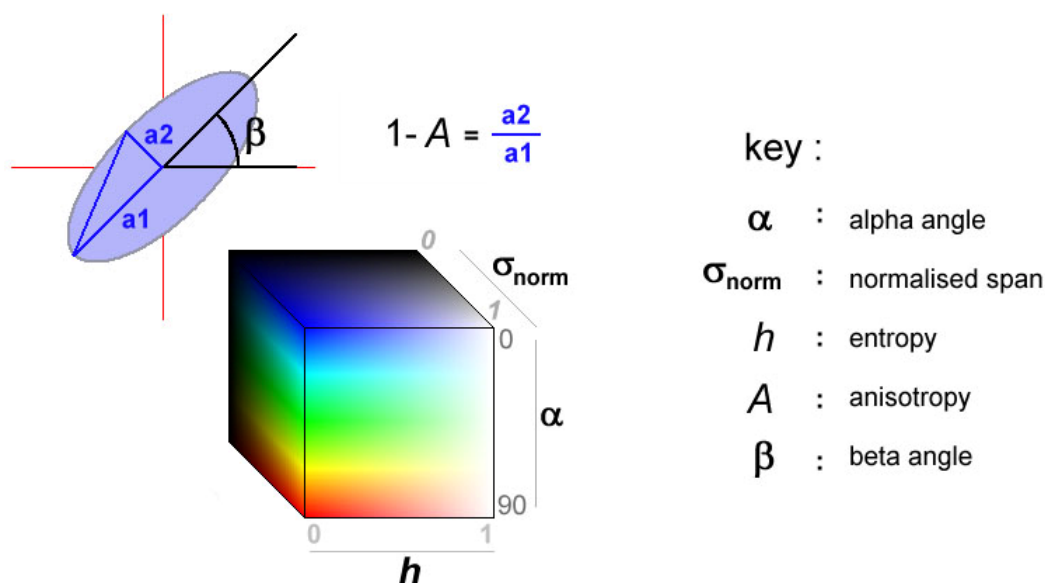 a2
β
a1
1- A = a2
a1
key :
α : alpha angle
σnorm : normalised span
h : entropy
A : anisotropy
β : beta angle
0
σnorm
1
0
α
90
0
1
h